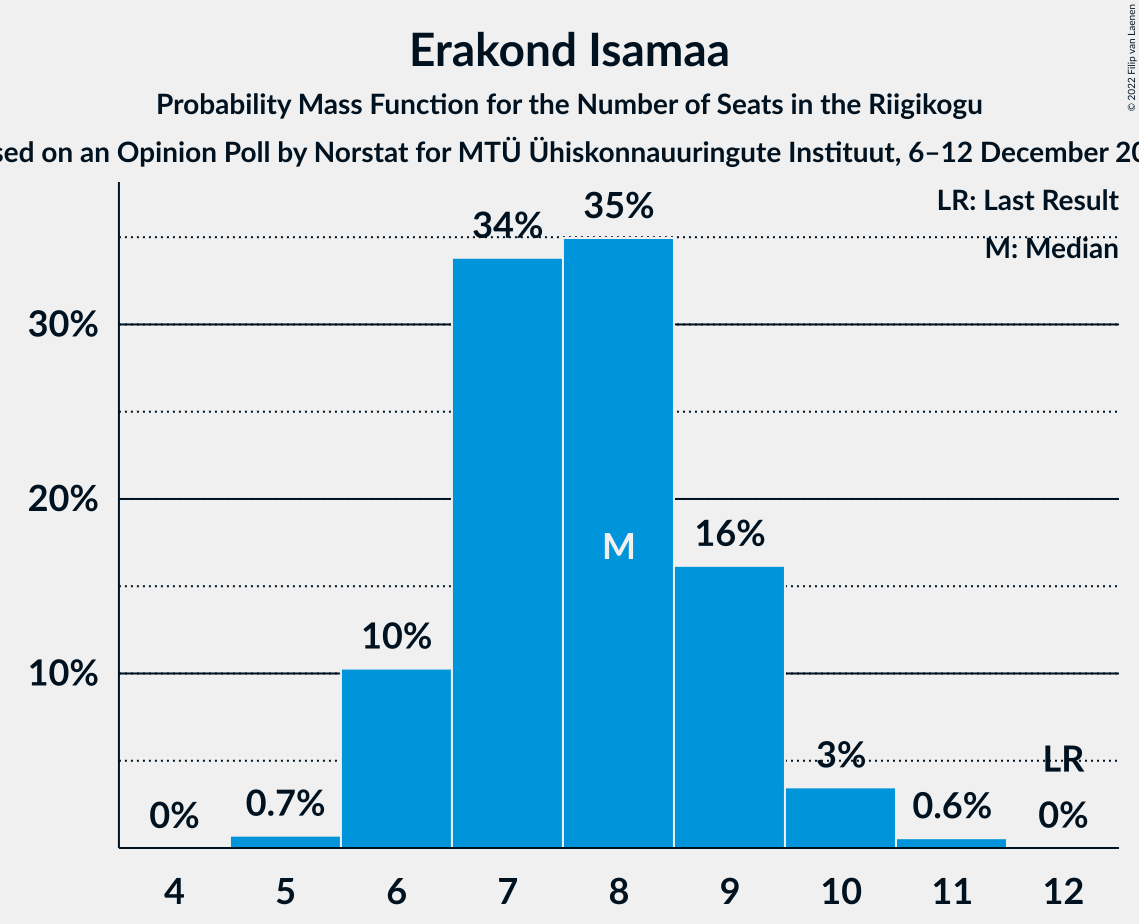 Erakond Isamaa
Probability Mass Function for the Number of Seats in the Riigikogu
sed on an Opinion Poll by Norstat for MTÜ Ühiskonnauuringute Instituut, 6–12 December 20
© 2022 Filip van Laenen
LR: Last Result
M: Median
30%
20%
10%
0%
0.7%
10%
34%
35%
M
16%
3%
0.6%
LR
0%
4 5 6 7 8 9 10 11 12